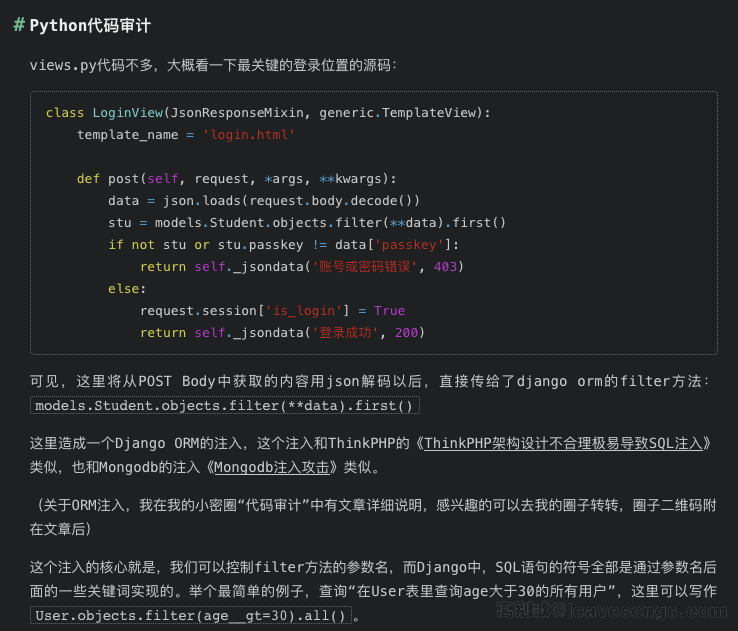 # Python代码审计
views.py代码不多，大概看一下最关键的登录位置的源码：
class LoginView(JsonResponseMixin, generic.TemplateView):
    template_name = 'login.html'
    def post(self, request, *args, **kwargs):
        data = json.loads(request.body.decode())
        stu = models.Student.objects.filter(**data).first()
        if not stu or stu.passkey != data['passkey']:
            return self._jsondata('账号或密码错误', 403)
        else:
            request.session['is_login'] = True
            return self._jsondata('登录成功', 200)
可见，这里将从POST Body中获取的内容用json解码以后，直接传给了django orm的filter方法：
models.Student.objects.filter(**data).first()
这里造成一个Django ORM的注入，这个注入和ThinkPHP的《ThinkPHP架构设计不合理极易导致SQL注入》
类似，也和Mongodb的注入《Mongodb注入攻击》类似。
（关于ORM注入，我在我的小密圈“代码审计”中有文章详细说明，感兴趣的可以去我的圈子转转，圈子二维码附
在文章后）
这个注入的核心就是，我们可以控制filter方法的参数名，而Django中，SQL语句的符号全部是通过参数名后
面的一些关键词实现的。举个最简单的例子，查询“在User表里查询age大于30的所有用户”，这里可以写作
User.objects.filter(age__gt=30).all()。
离别歌@leavesongs.com